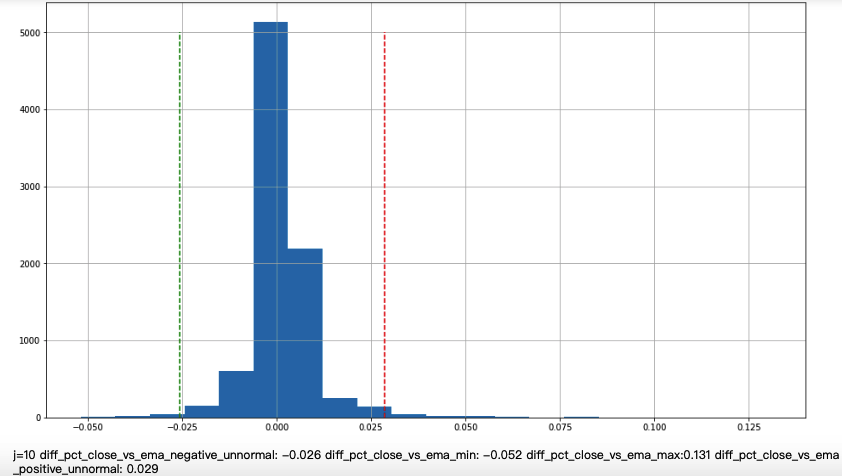 5000
4000
3000
2000
1000
0
−0.050 −0.025 0.000 0.025 0.050 0.075 0.100 0.125
j=10 diff_pct_close_vs_ema_negative_unnormal: −0.026 diff_pct_close_vs_ema_min: −0.052 diff_pct_close_vs_ema_max:0.131 diff_pct_close_vs_ema
_positive_unnormal: 0.029